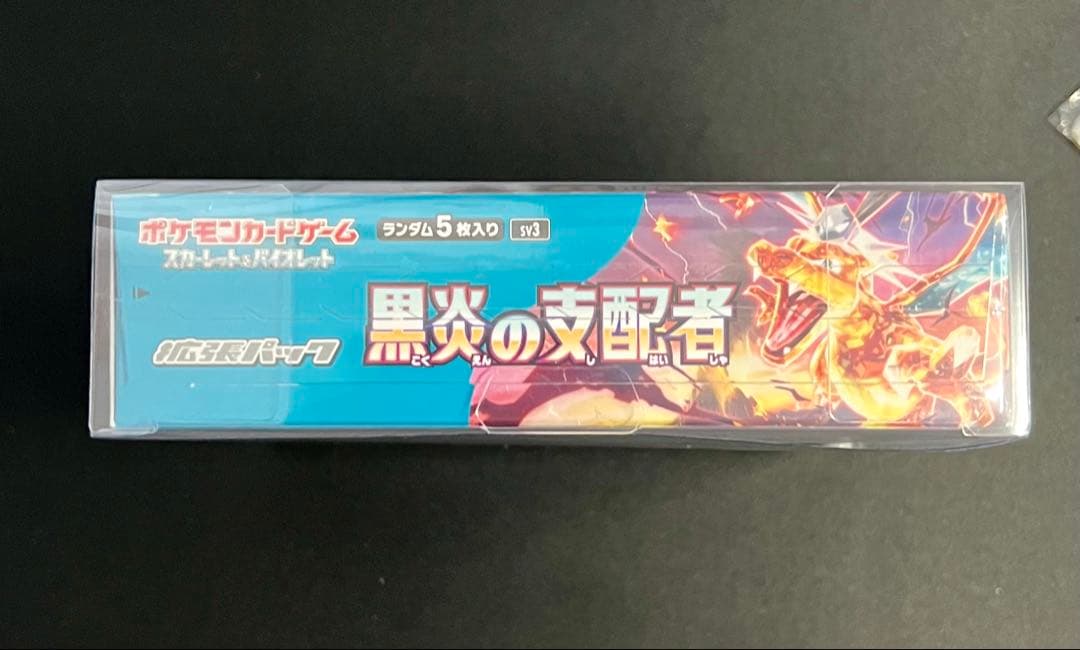 ポケモンカードゲーム
スカーレット&バイオレット
ランダム5枚入り SV3
拡張パック
黒炎の支配者
こく えん し はい しゃ